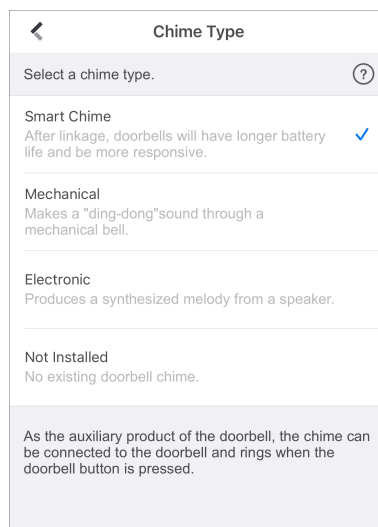 Chime Type
Select a chime type.
?
Smart Chime
After linkage, doorbells will have longer battery
life and be more responsive.
Mechanical
Makes a "ding-dong"sound through a
mechanical bell.
Electronic
Produces a synthesized melody from a speaker.
Not Installed
No existing doorbell chime.
As the auxiliary product of the doorbell, the chime can
be connected to the doorbell and rings when the
doorbell button is pressed.